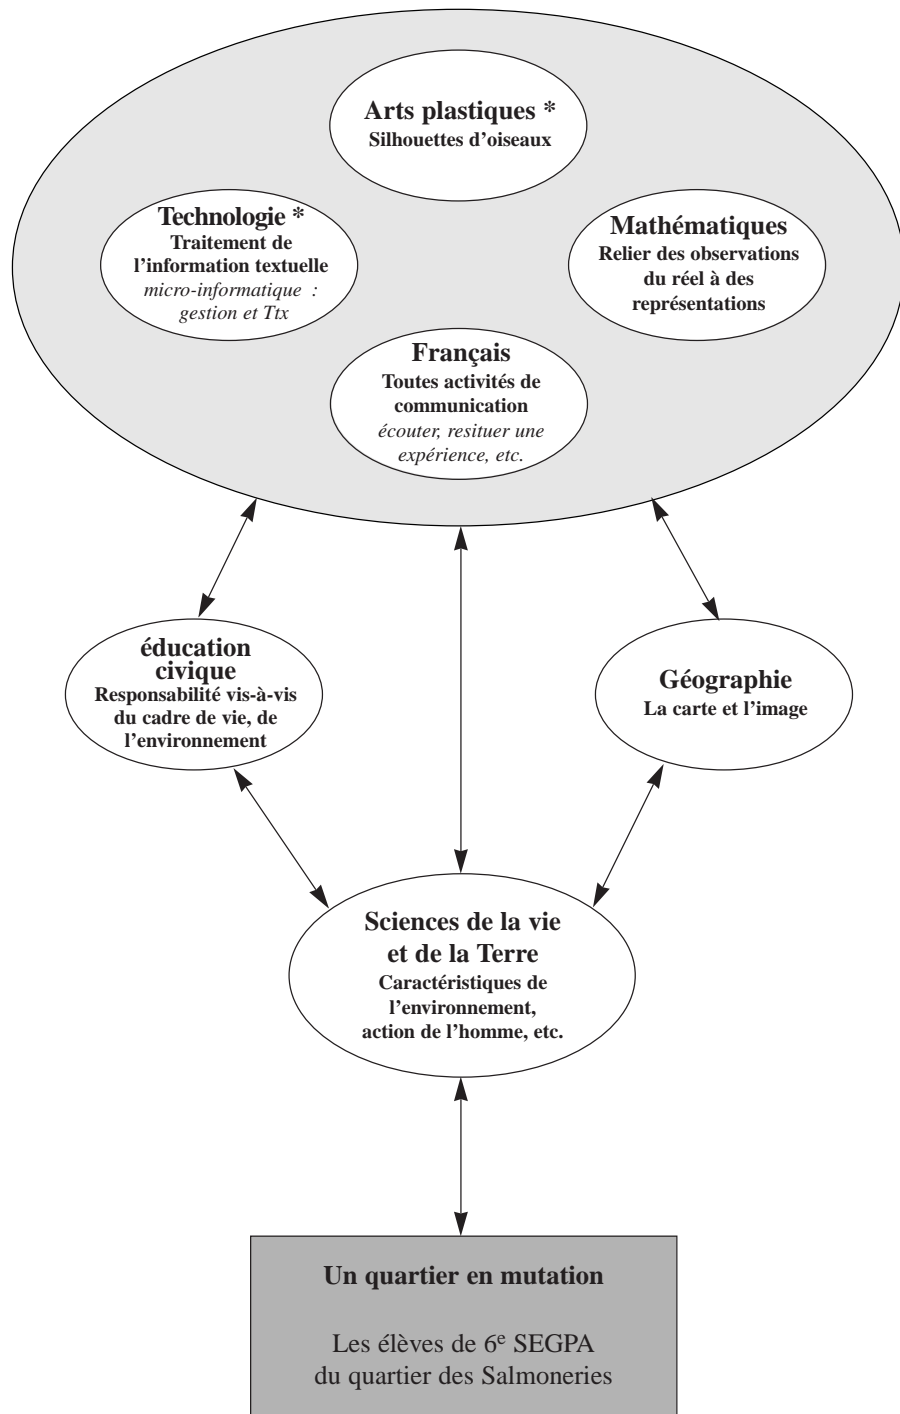 Arts plastiques *
Silhouettes d'oiseaux
Technologie *
Traitement de
l'information textuelle
micro-informatique :
gestion et Ttx
Mathématiques
Relier des observations
du réel à des
représentations
Français
Toutes activités de
communication
écouter, resituer une
expérience, etc.
éducation
civique
Responsabilité vis-à-vis
du cadre de vie, de
l'environnement
Géographie
La carte et l'image
Sciences de la vie
et de la Terre
Caractéristiques de
l'environnement,
action de l'homme, etc.
Un quartier en mutation
Les élèves de 6e SEGPA
du quartier des Salmoneries